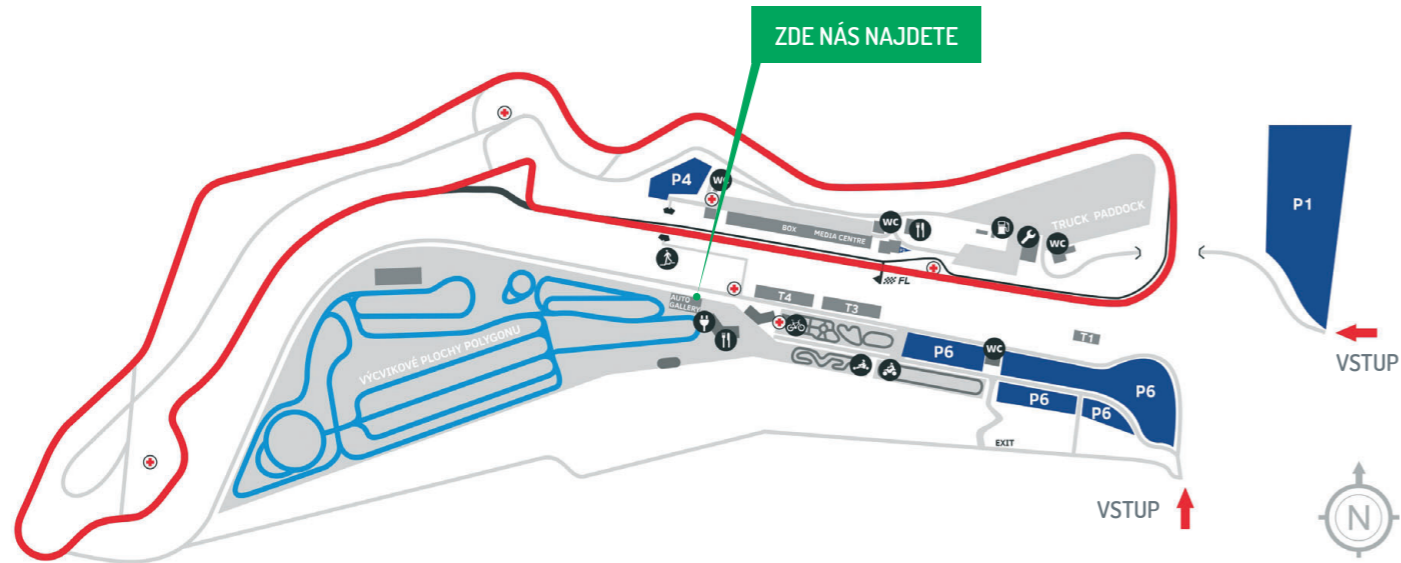 ZDE NÁS NAJDETE
P4
WC
P1
BOX
MEDIA CENTRE
WC
TRUCK PADDOCK
WC
FL
AUTO
GALLERY
T4
T3
T1
VÝCVIKOVÉ PLOCHY POLYGONU
P6
WC
P6
P6
P6
EXIT
VSTUP
VSTUP
N